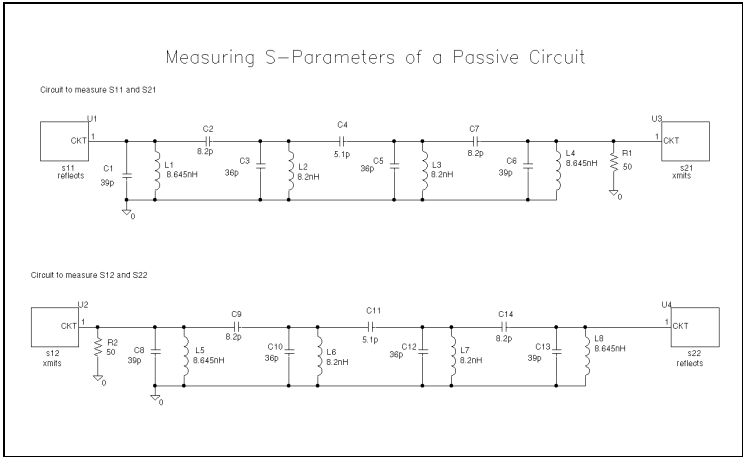 Measuring S-Parameters of a Passive Circuit
Circuit to measure S11 and S21
U1
CKT 1
s11
reflects
C1
39p
L1
8.645nH
0
C2
8.2p
C3
36p
L2
8.2nH
C4
5.1p
C5
36p
L3
8.2nH
C7
8.2p
C6
39p
L4
8.645nH
R1
50
0
U3
1 CKT
s21
xmits
Circuit to measure S12 and S22
U2
CKT 1
s12
xmits
R2
50
0
C8
39p
0
L5
8.645nH
C9
8.2p
C10
36p
L6
8.2nH
C11
5.1p
C12
36p
L7
8.2nH
C14
8.2p
C13
39p
L8
8.645nH
U4
1 CKT
s22
reflects